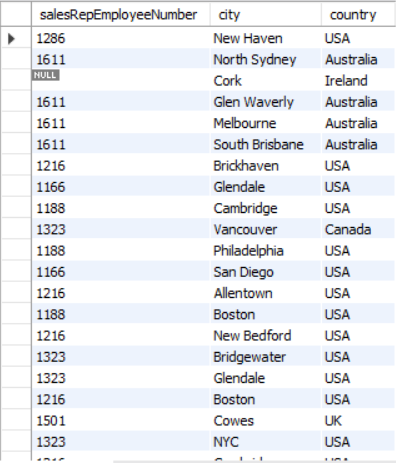 salesRepEmployeeNumber city country
1286 New Haven USA
1611 North Sydney Australia
NULL Cork Ireland
1611 Glen Waverly Australia
1611 Melbourne Australia
1611 South Brisbane Australia
1216 Brickhaven USA
1166 Glendale USA
1188 Cambridge USA
1323 Vancouver Canada
1188 Philadelphia USA
1166 San Diego USA
1216 Allentown USA
1188 Boston USA
1216 New Bedford USA
1323 Bridgewater USA
1323 Glendale USA
1216 Boston USA
1501 Cowes UK
1323 NYC USA